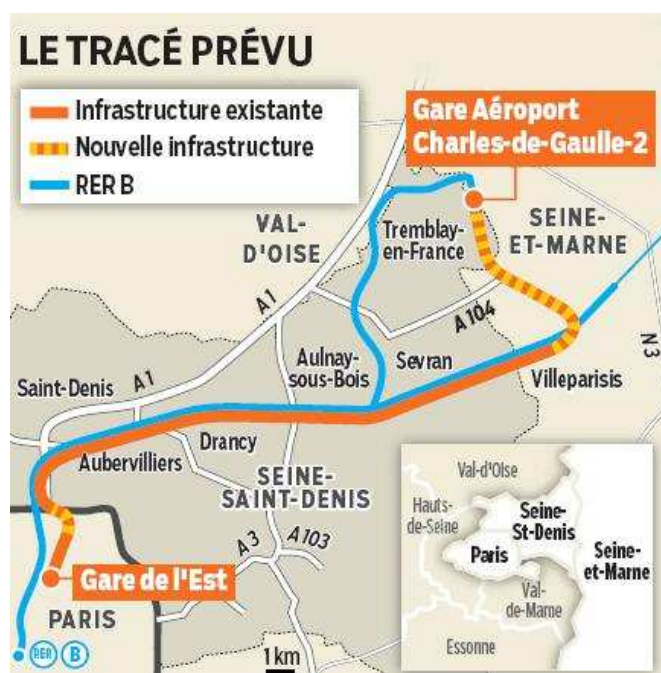 LE TRACÉ PRÉVU
Infrastructure existante
Nouvelle infrastructure
RER B
Gare Aéroport
Charles-de-Gaulle-2
VAL-
D'OISE
Tremblay-
en-France
SEINE-
ET-MARNE
A1
A104
N3
Aulnay-
sous-Bois
Sevran
Villeparisis
Saint-Denis
A1
Aubervilliers
Drancy
SEINE-
SAINT-DENIS
A3
A103
Gare de l'Est
PARIS
RER B
1 km
Val-d'Oise
Hauts-
de-Seine
Seine-
St-Denis
Paris
Seine-
et-Marne
Val-
de-Marne
Essonne